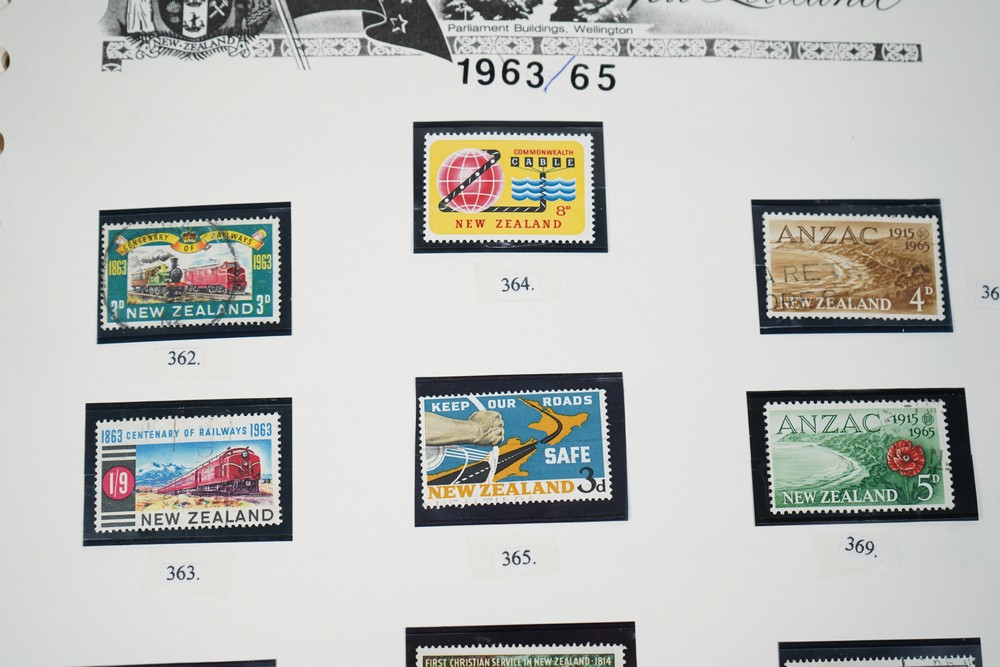 NEW ZEALAND
Parliament Buildings, Wellington
1963/65
COMMONWEALTH
CABLE
8D
NEW ZEALAND
364.
CENTENARY OF RAILWAYS
1863 1963
3D NEW ZEALAND 3D
362.
ANZAC 1915
1965
NEW ZEALAND 4D
36
1863 CENTENARY OF RAILWAYS 1963
1/9
NEW ZEALAND
363.
KEEP OUR ROADS
SAFE
NEW ZEALAND 3d
365.
ANZAC 1915
1965
NEW ZEALAND 5D
369.
FIRST CHRISTIAN SERVICE IN NEW ZEALAND · 1814